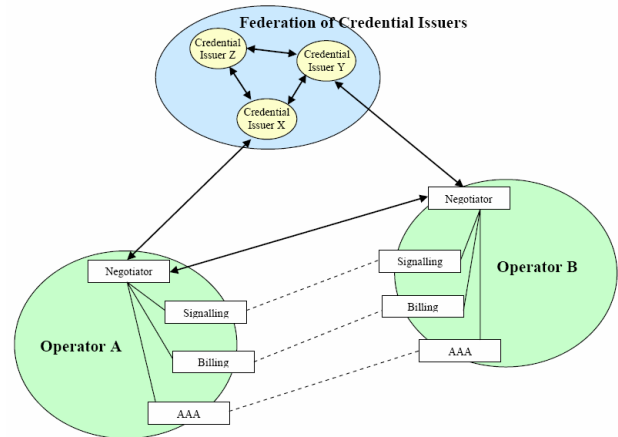 Federation of Credential Issuers
Credential
Issuer Z
Credential
Issuer Y
Credential
Issuer X
Negotiator
Signalling
Operator B
Billing
AAA
Negotiator
Signalling
Operator A
Billing
AAA